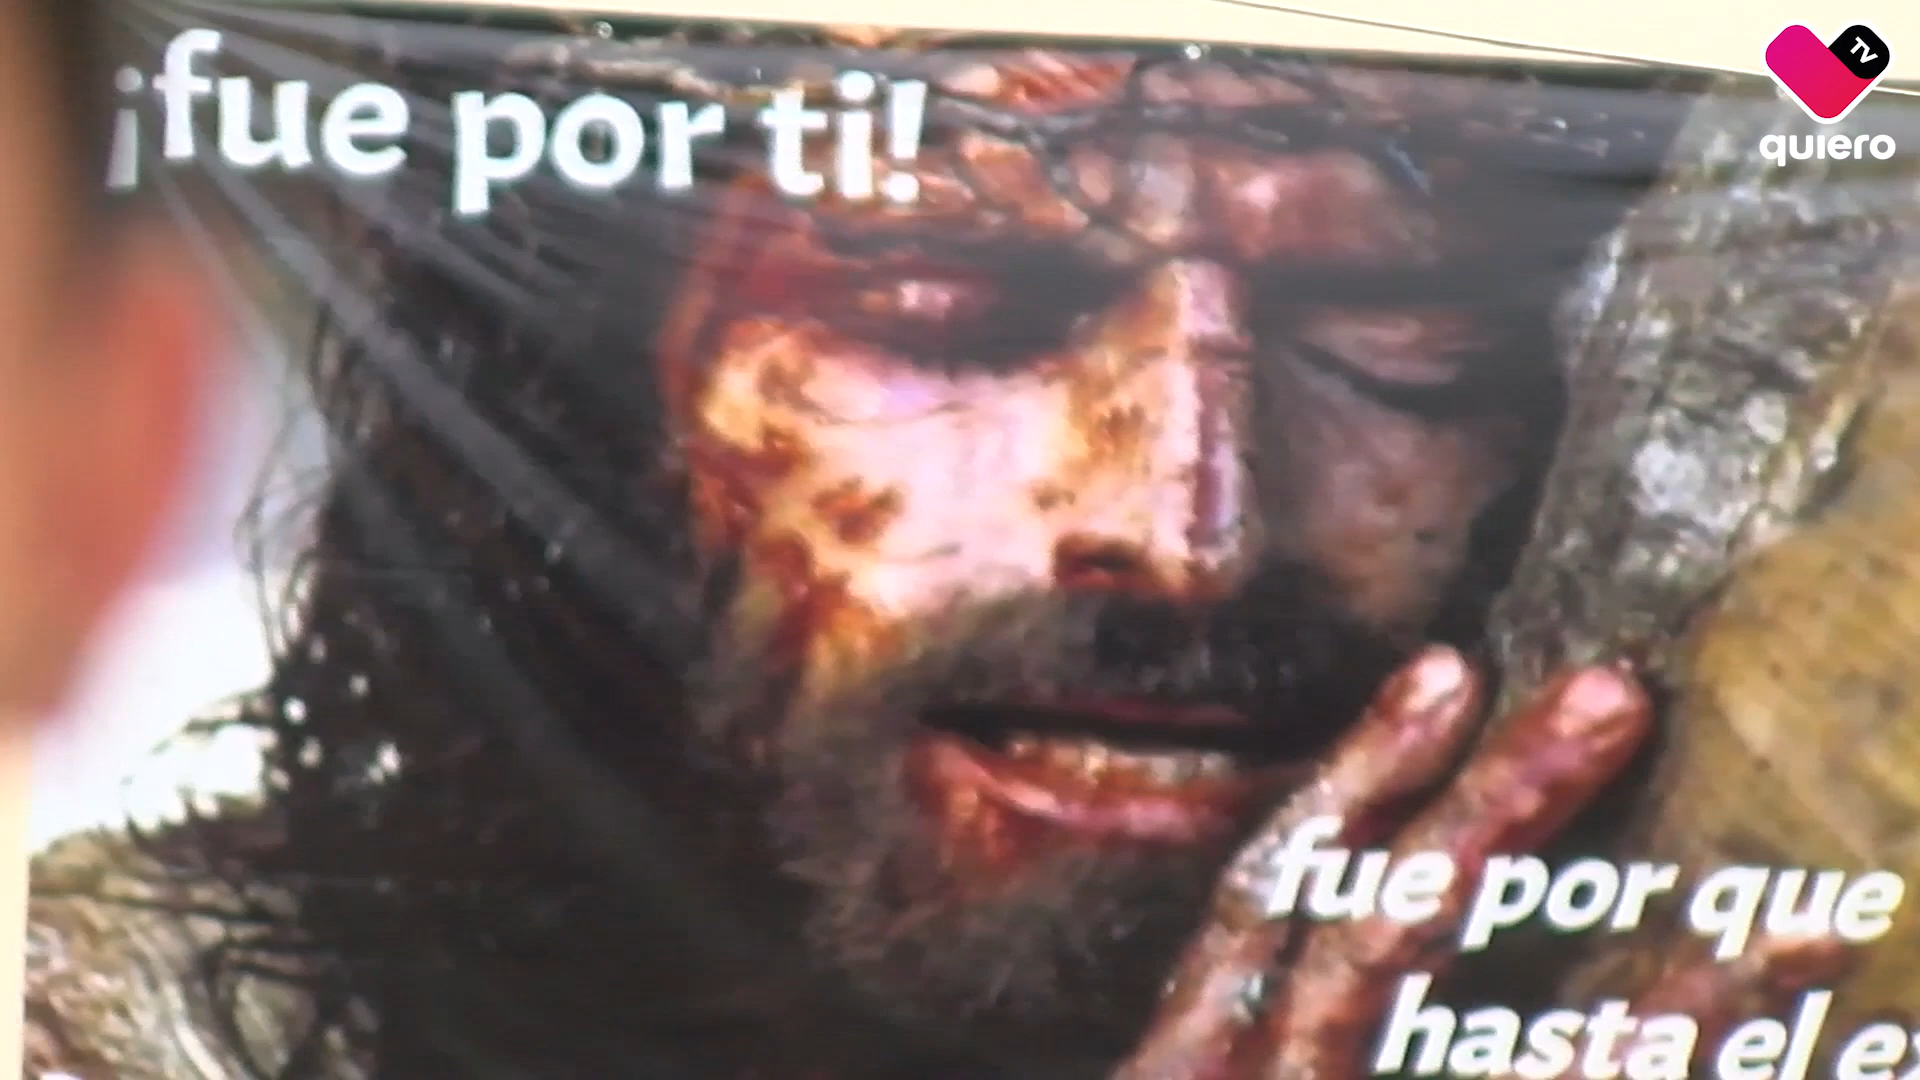 ¡fue por ti!
TV
quiero
fue por que
hasta el